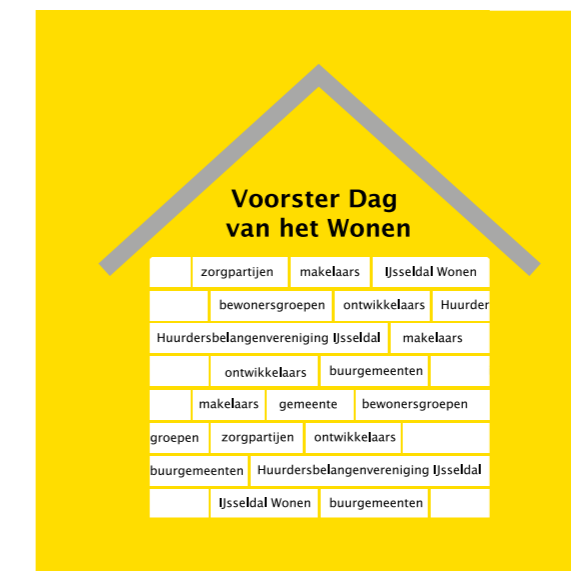 Voorster Dag
van het Wonen
zorgpartijen makelaars IJsseldal Wonen
bewonersgroepen ontwikkelaars Huurder
Huurdersbelangenvereniging IJsseldal makelaars
ontwikkelaars buurgemeenten
makelaars gemeente bewonersgroepen
groepen zorgpartijen ontwikkelaars
buurgemeenten Huurdersbelangenvereniging IJsseldal
IJsseldal Wonen buurgemeenten